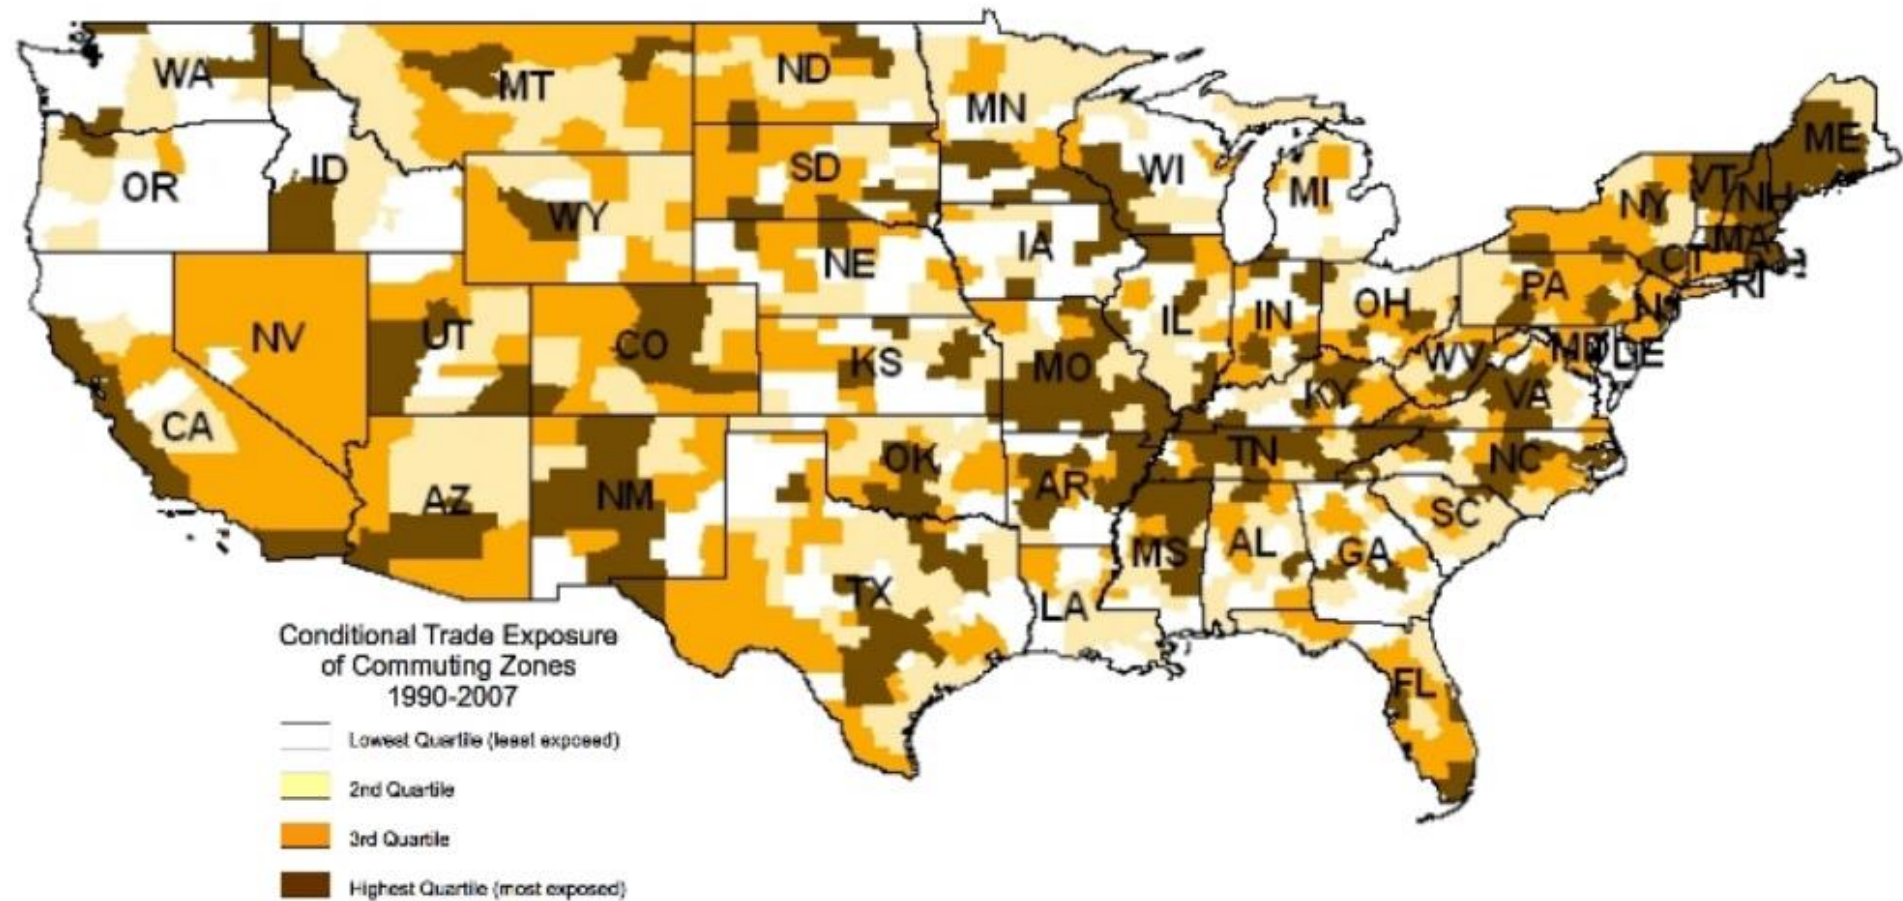 WA
MT
ND
MN
ME
OR
ID
SD
WI
MI
VT
NH
NY
WY
MA
NE
IA
CT
RI
PA
NJ
NV
UT
CO
KS
MO
IL
IN
OH
WV
MD
DE
CA
KY
VA
AZ
NM
OK
AR
TN
NC
SC
MS
AL
GA
TX
LA
FL
Conditional Trade Exposure
of Commuting Zones
1990-2007
Lowest Quartile (least exposed)
2nd Quartile
3rd Quartile
Highest Quartile (most exposed)